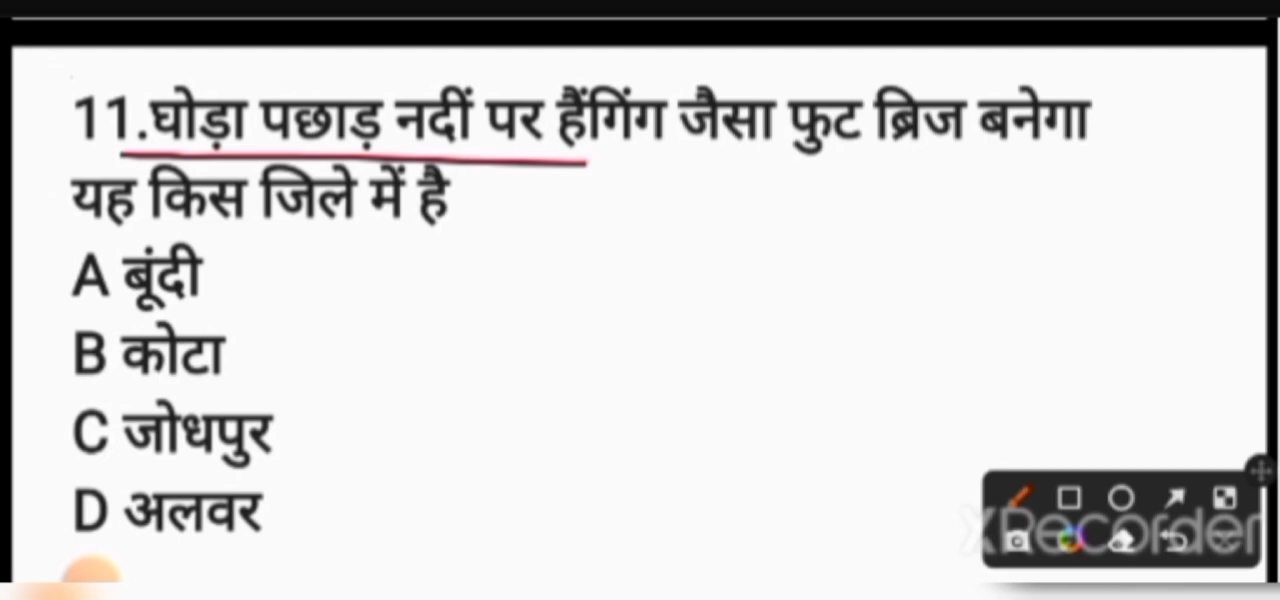 11.घोड़ा पछाड़ नदीं पर हैंगिंग जैसा फुट ब्रिज बनेगा
यह किस जिले में है
A बूंदी
B कोटा
C जोधपुर
D अलवर
XRecorder